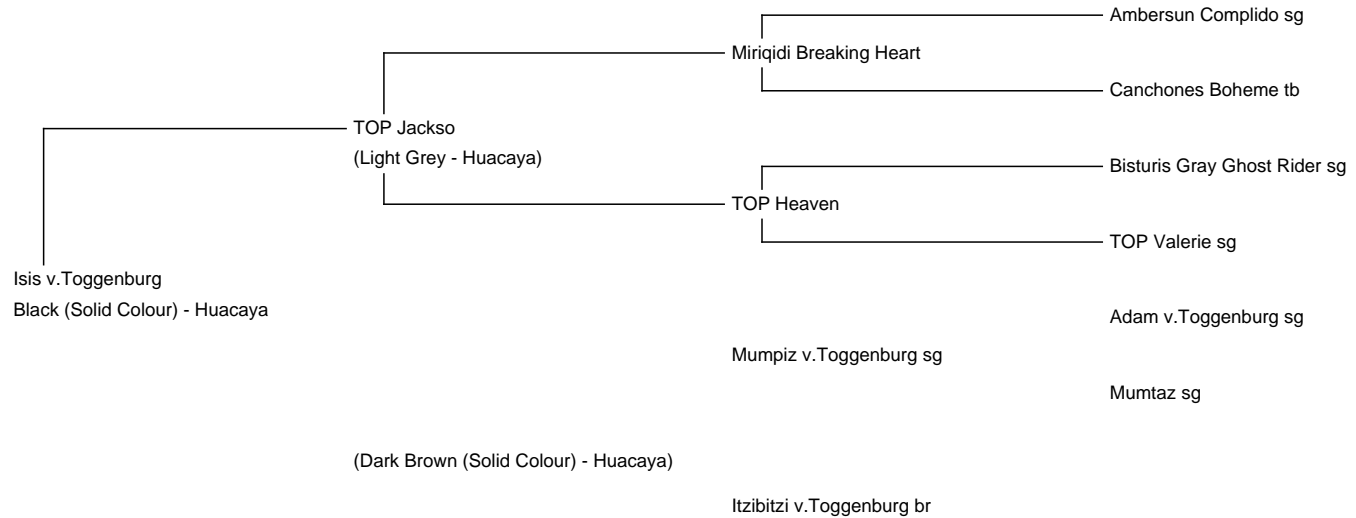 Ambersun Complido sg
Miriqidi Breaking Heart
Canchones Boheme tb
TOP Jackso
(Light Grey - Huacaya)
Bisturis Gray Ghost Rider sg
TOP Heaven
TOP Valerie sg
Isis v.Toggenburg
Black (Solid Colour) - Huacaya
Adam v.Toggenburg sg
Mumpiz v.Toggenburg sg
Mumtaz sg
(Dark Brown (Solid Colour) - Huacaya)
Itzibitzi v.Toggenburg br